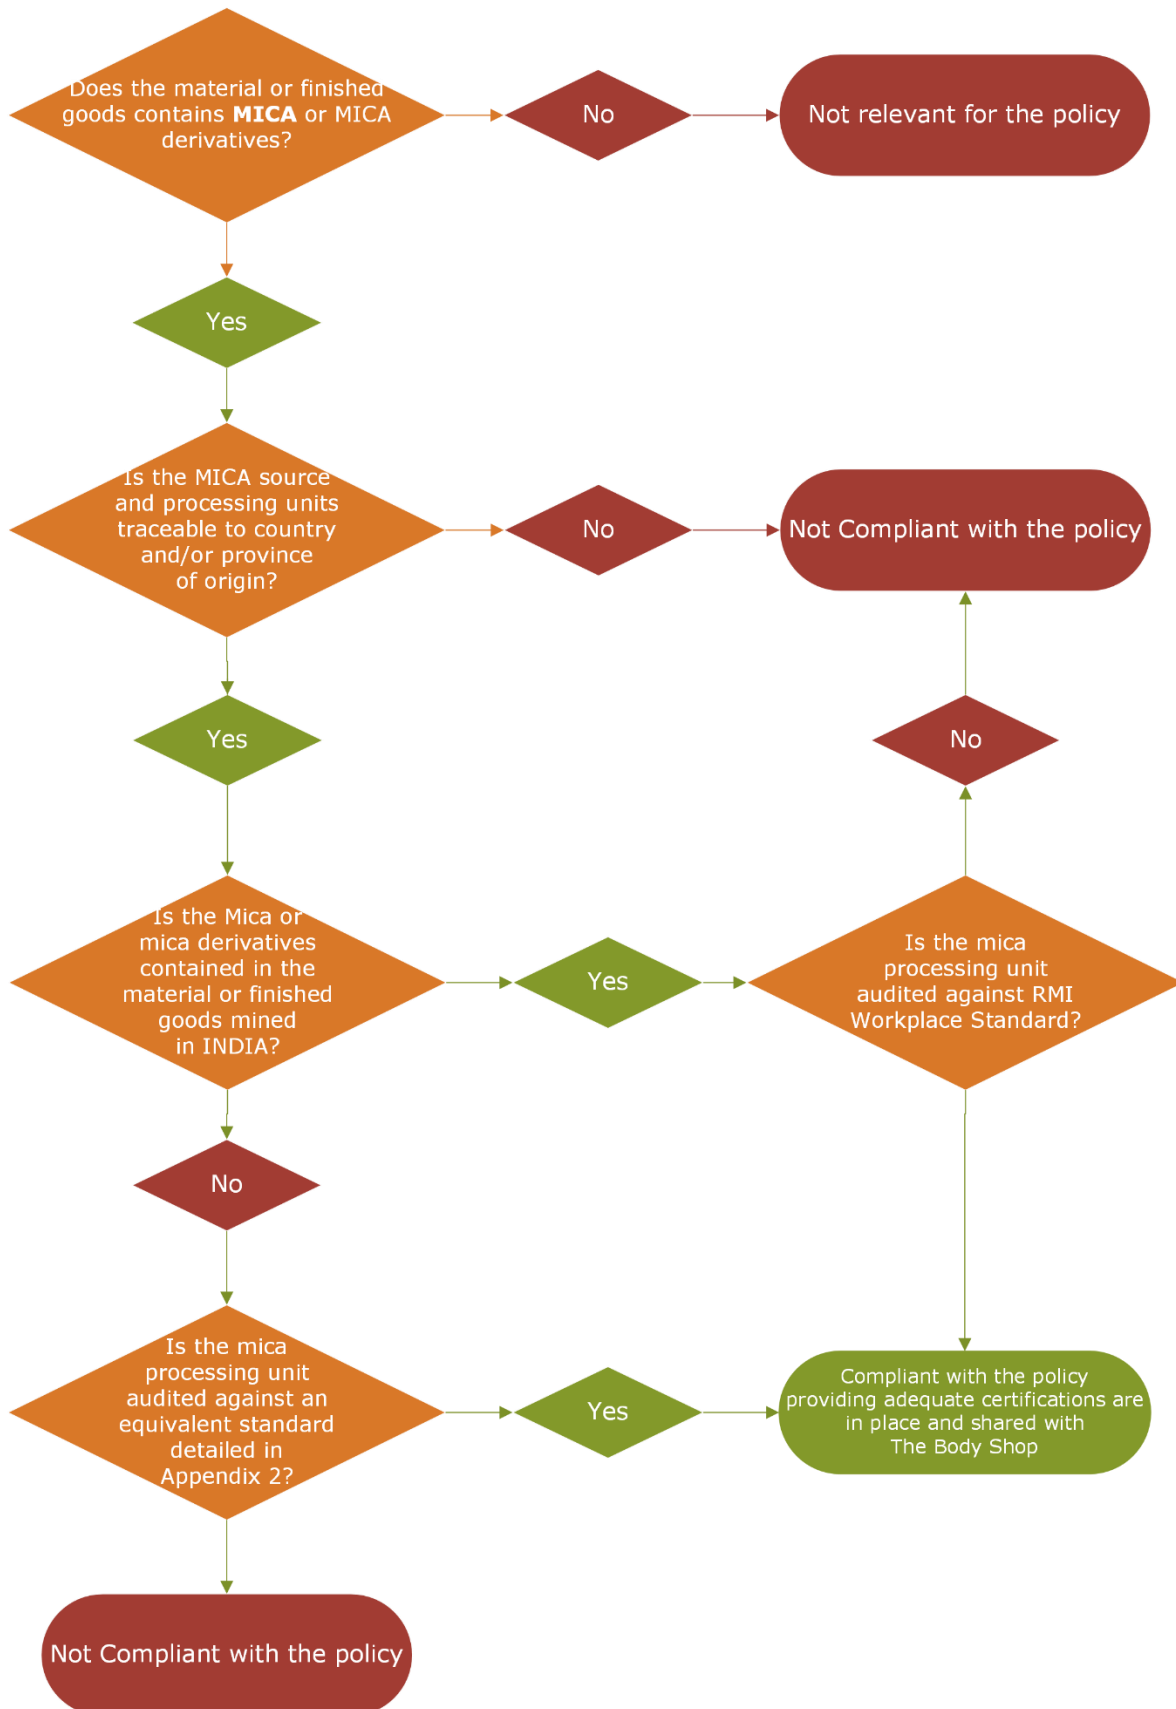 Does the material or finished
goods contains MICA or MICA
derivatives?
No
Not relevant for the policy
Yes
Is the MICA source
and processing units
traceable to country
and/or province
of origin?
No
Not Compliant with the policy
Yes
No
Is the Mica or
mica derivatives
contained in the
material or finished
goods mined
in INDIA?
Yes
Is the mica
processing unit
audited against RMI
Workplace Standard?
No
Is the mica
processing unit
audited against an
equivalent standard
detailed in
Appendix 2?
Yes
Compliant with the policy
providing adequate certifications are
in place and shared with
The Body Shop
Not Compliant with the policy